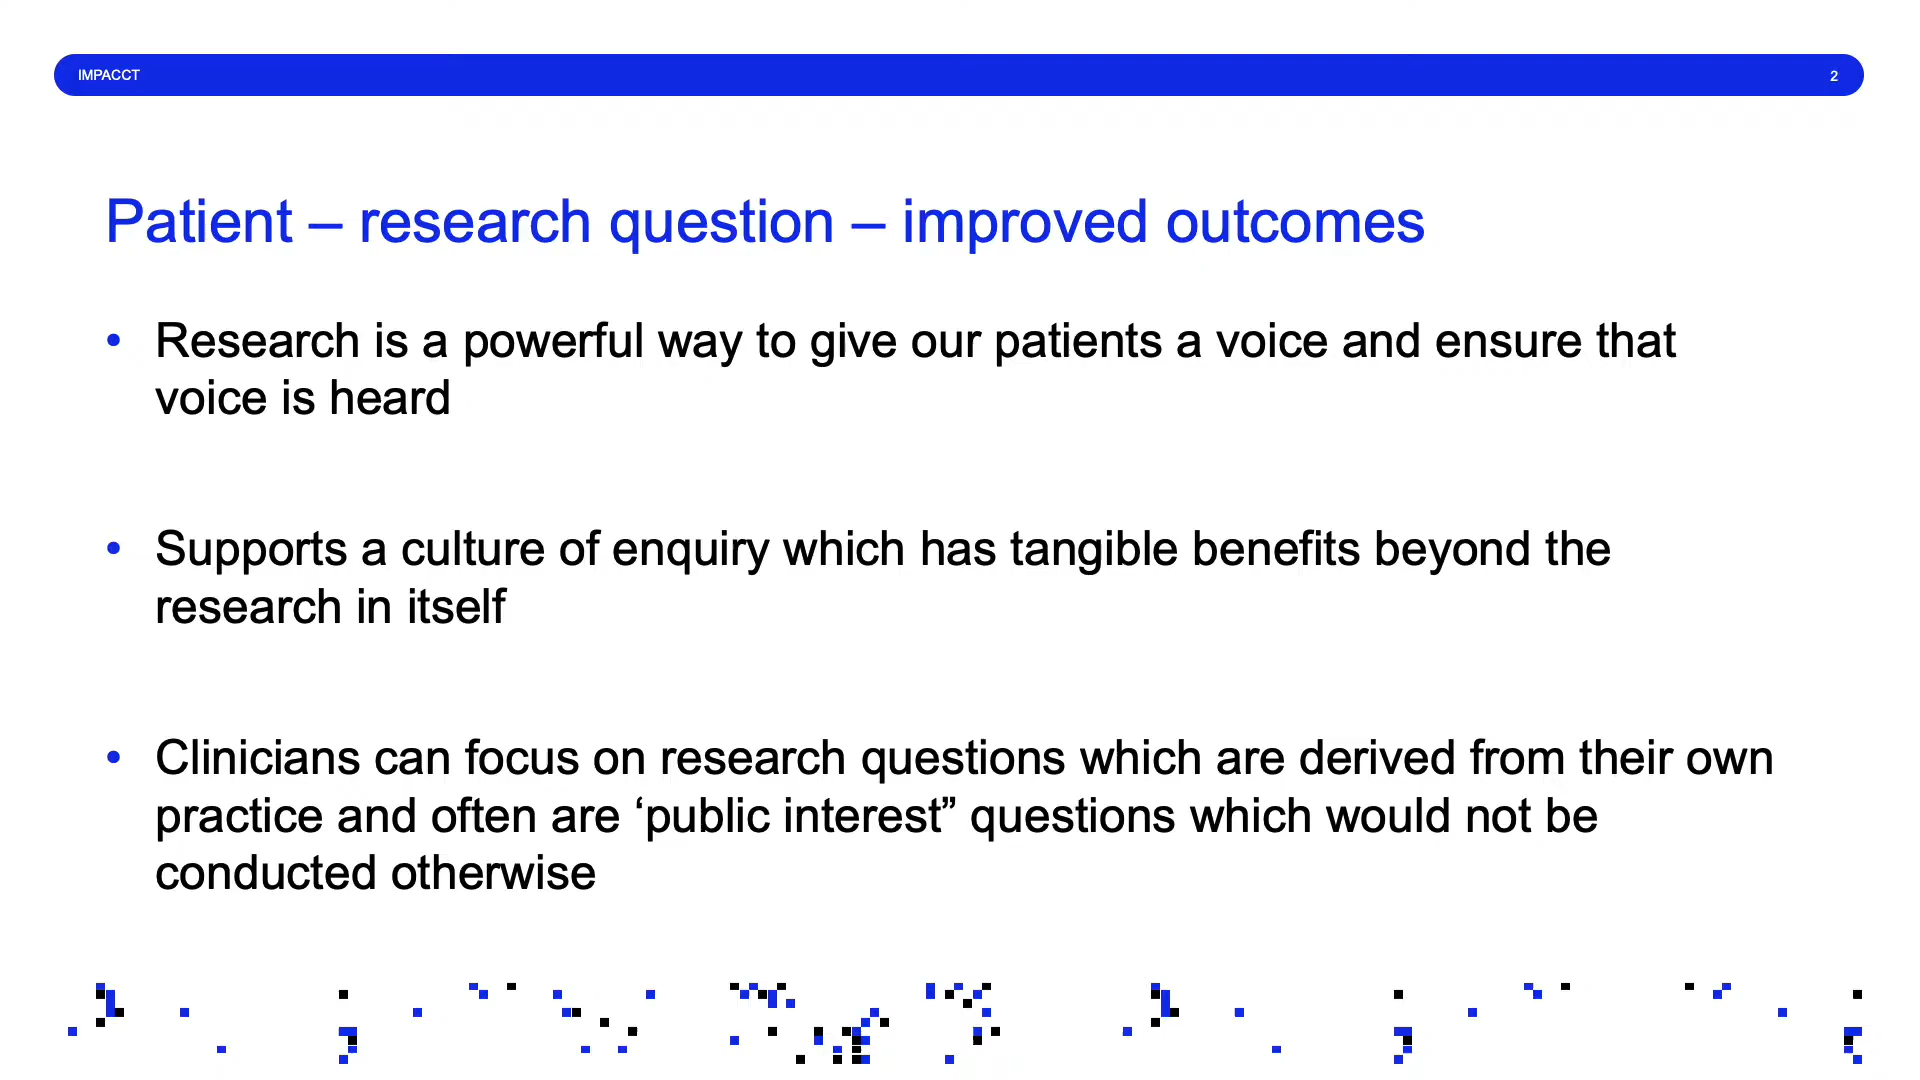 IMPACCT
2
Patient – research question – improved outcomes
• Research is a powerful way to give our patients a voice and ensure that
voice is heard
• Supports a culture of enquiry which has tangible benefits beyond the
research in itself
• Clinicians can focus on research questions which are derived from their own
practice and often are ‘public interest” questions which would not be
conducted otherwise